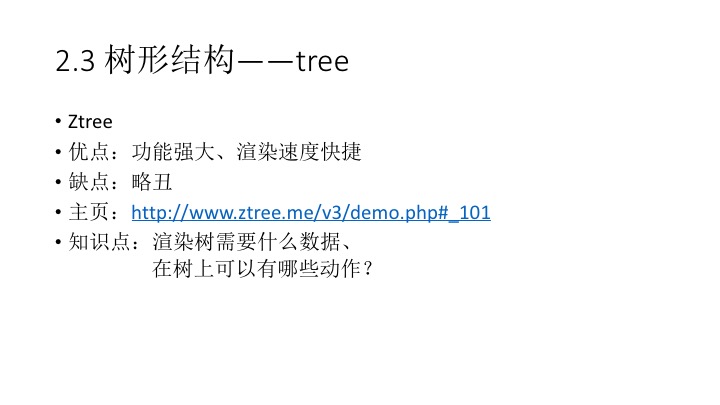 2.3 树形结构——tree
• Ztree
• 优点：功能强大、渲染速度快捷
• 缺点：略丑
• 主页：http://www.ztree.me/v3/demo.php#_101
• 知识点：渲染树需要什么数据、
在树上可以有哪些动作？